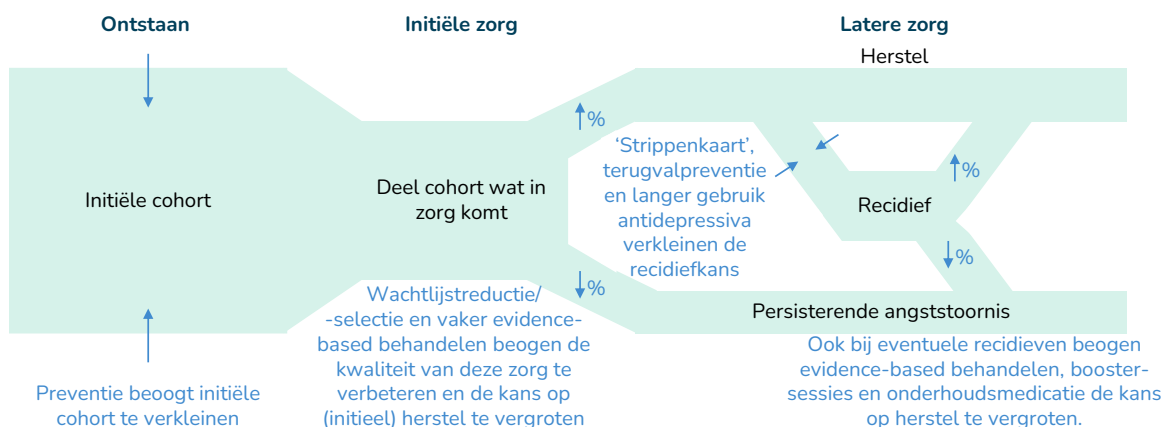 Ontstaan
Initiële zorg
Latere zorg
Herstel
Initiële cohort
Deel cohort wat in
zorg komt
%
%
‘Strippenkaart’,
terugvalpreventie
en langer gebruik
antidepressiva
verkleinen de
recidiefkans
Recidief
%
%
Persisterende angststoornis
Preventie beoogt initiële
cohort te verkleinen
Wachtlijstreductie/
-selectie en vaker evidence-
based behandelen beogen de
kwaliteit van deze zorg te
verbeteren en de kans op
(initieel) herstel te vergroten
Ook bij eventuele recidieven beogen
evidence-based behandelen, booster-
sessies en onderhoudsmedicatie de kans
op herstel te vergroten.